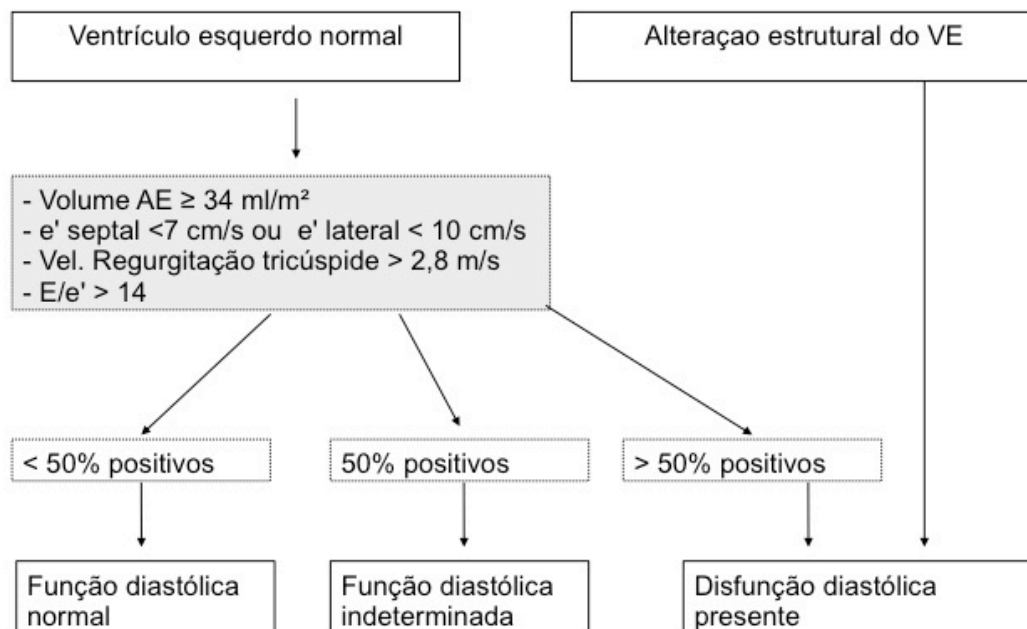 Ventrículo esquerdo normal
Alteraçao estrutural do VE
- Volume AE ≥ 34 ml/m²
- e' septal <7 cm/s ou e' lateral < 10 cm/s
- Vel. Regurgitação tricúspide > 2,8 m/s
- E/e' > 14
< 50% positivos
50% positivos
> 50% positivos
Função diastólica
normal
Função diastólica
indeterminada
Disfunção diastólica
presente